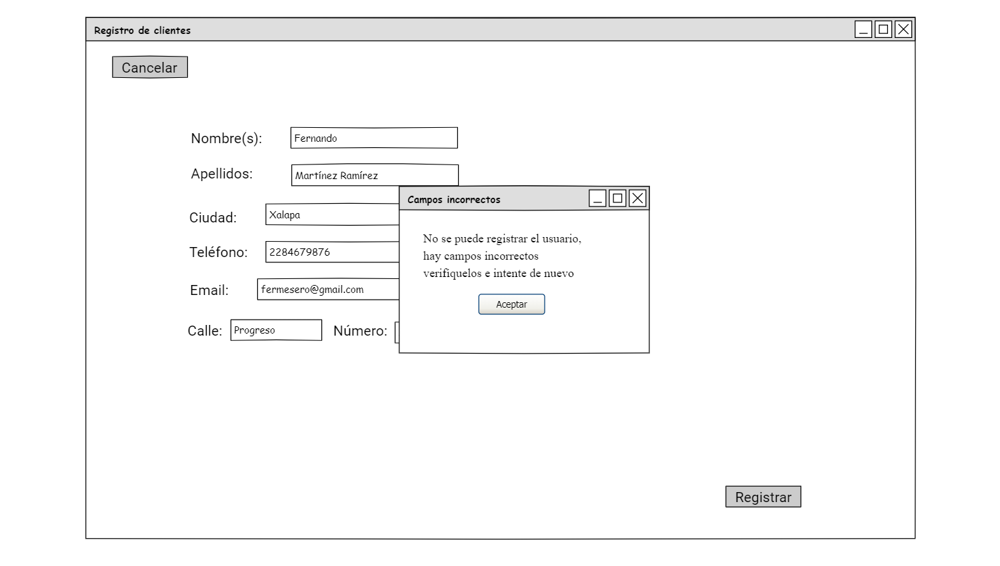 Registro de clientes
Cancelar
Nombre(s): Fernando
Apellidos: Martínez Ramírez
Ciudad: Xalapa
Teléfono: 2284679876
Email: fermesero@gmail.com
Calle: Progreso Número:
Campos incorrectos
No se puede registrar el usuario,
hay campos incorrectos
verifiquelos e intente de nuevo
Aceptar
Registrar